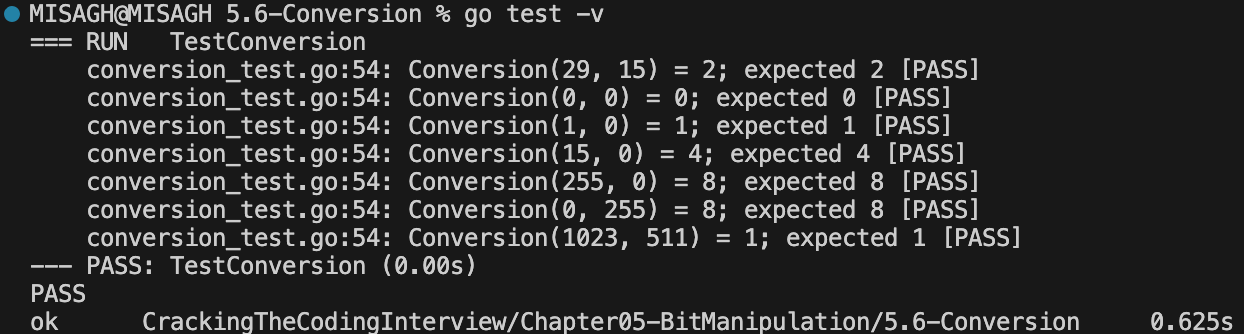 MISAGH@MISAGH 5.6-Conversion % go test -v
=== RUN   TestConversion
    conversion_test.go:54: Conversion(29, 15) = 2; expected 2 [PASS]
    conversion_test.go:54: Conversion(0, 0) = 0; expected 0 [PASS]
    conversion_test.go:54: Conversion(1, 0) = 1; expected 1 [PASS]
    conversion_test.go:54: Conversion(15, 0) = 4; expected 4 [PASS]
    conversion_test.go:54: Conversion(255, 0) = 8; expected 8 [PASS]
    conversion_test.go:54: Conversion(0, 255) = 8; expected 8 [PASS]
    conversion_test.go:54: Conversion(1023, 511) = 1; expected 1 [PASS]
--- PASS: TestConversion (0.00s)
PASS
ok      CrackingTheCodingInterview/Chapter05-BitManipulation/5.6-Conversion     0.625s